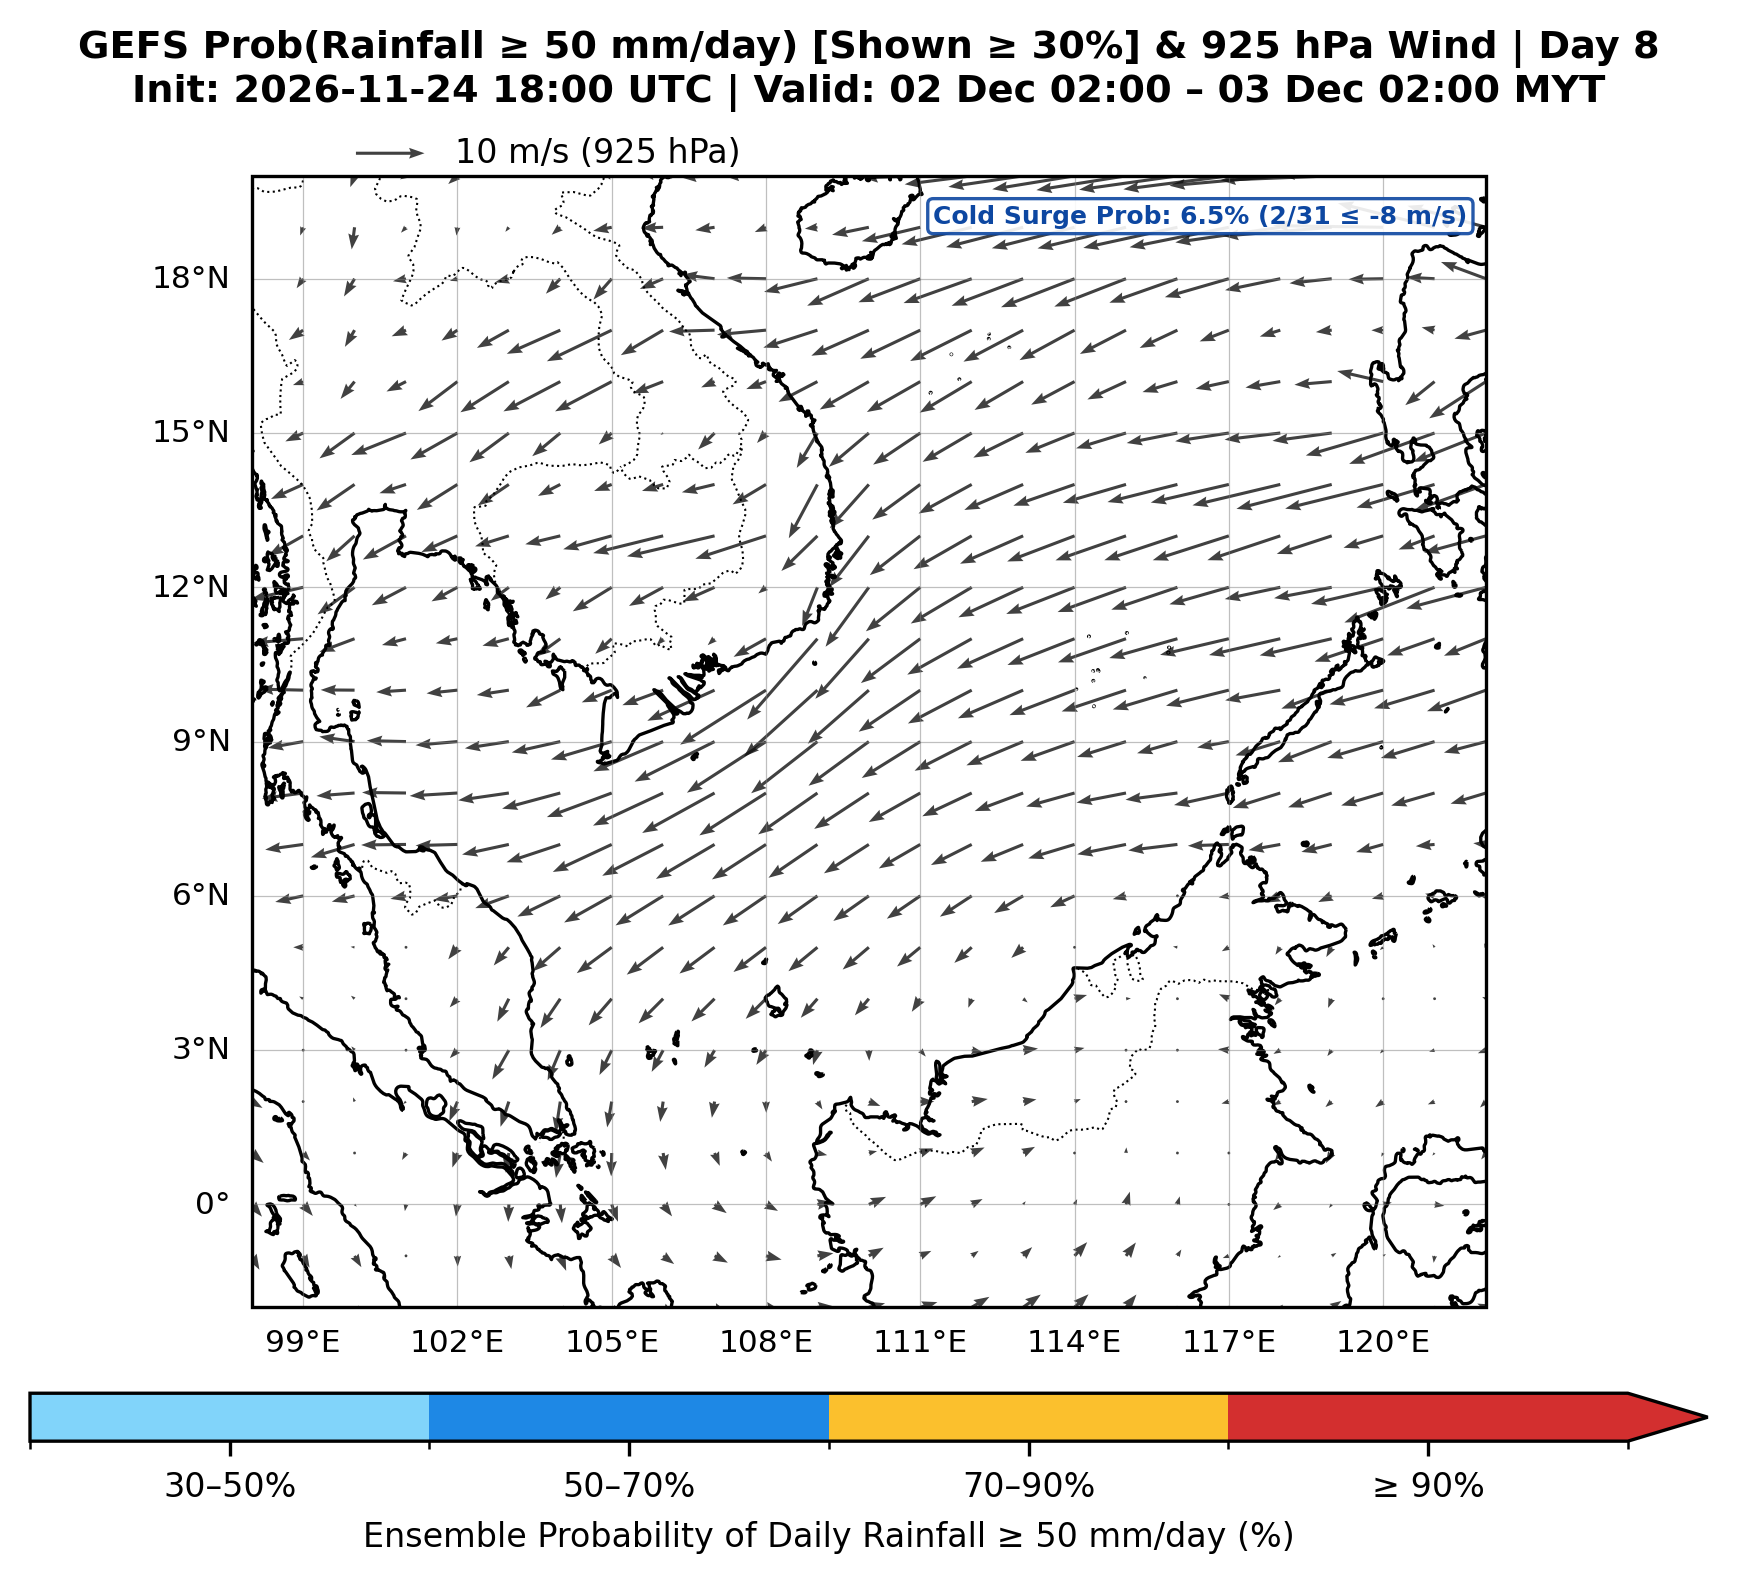 GEFS Prob(Rainfall ≥ 50 mm/day) [Shown ≥ 30%] & 925 hPa Wind | Day 8
Init: 2026-11-24 18:00 UTC | Valid: 02 Dec 02:00 – 03 Dec 02:00 MYT
10 m/s (925 hPa)
Cold Surge Prob: 6.5% (2/31 ≤ -8 m/s)
18°N
15°N
12°N
9°N
6°N
3°N
0°
99°E 102°E 105°E 108°E 111°E 114°E 117°E 120°E
30–50% 50–70% 70–90% ≥ 90%
Ensemble Probability of Daily Rainfall ≥ 50 mm/day (%)